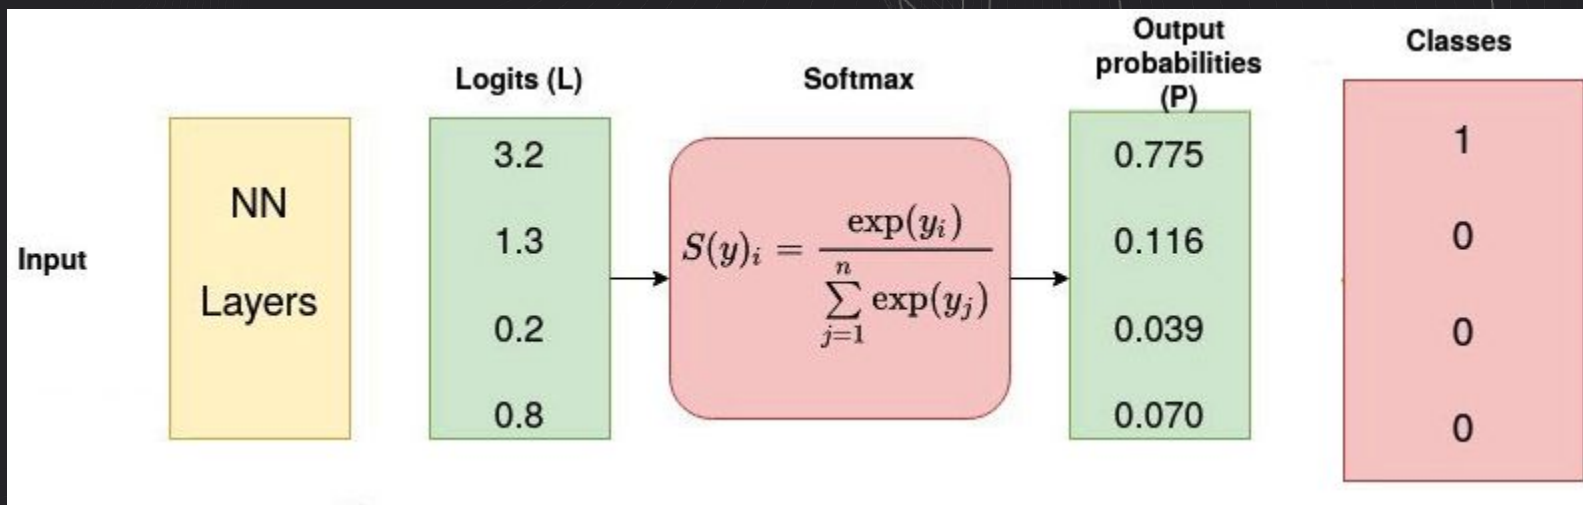 Input
NN
Layers
Logits (L)
3.2
1.3
0.2
0.8
Softmax
S(y)ᵢ = exp(yᵢ) / ∑ⁿⱼ₌₁ exp(yⱼ)
Output
probabilities
(P)
0.775
0.116
0.039
0.070
Classes
1
0
0
0